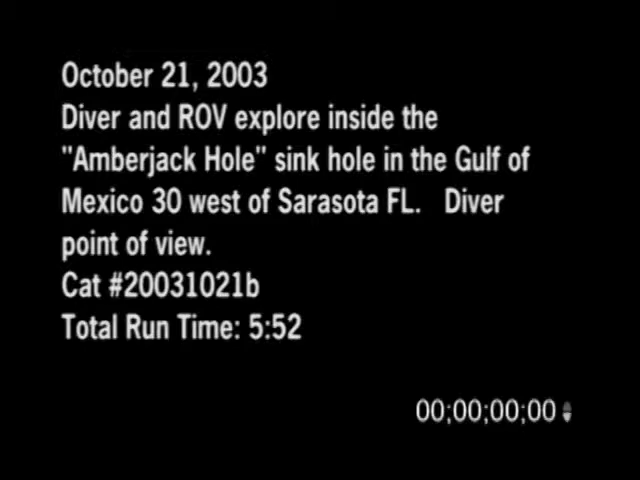 October 21, 2003
Diver and ROV explore inside the
"Amberjack Hole" sink hole in the Gulf of
Mexico 30 west of Sarasota FL.   Diver
point of view.
Cat #20031021b
Total Run Time: 5:52
00;00;00;00